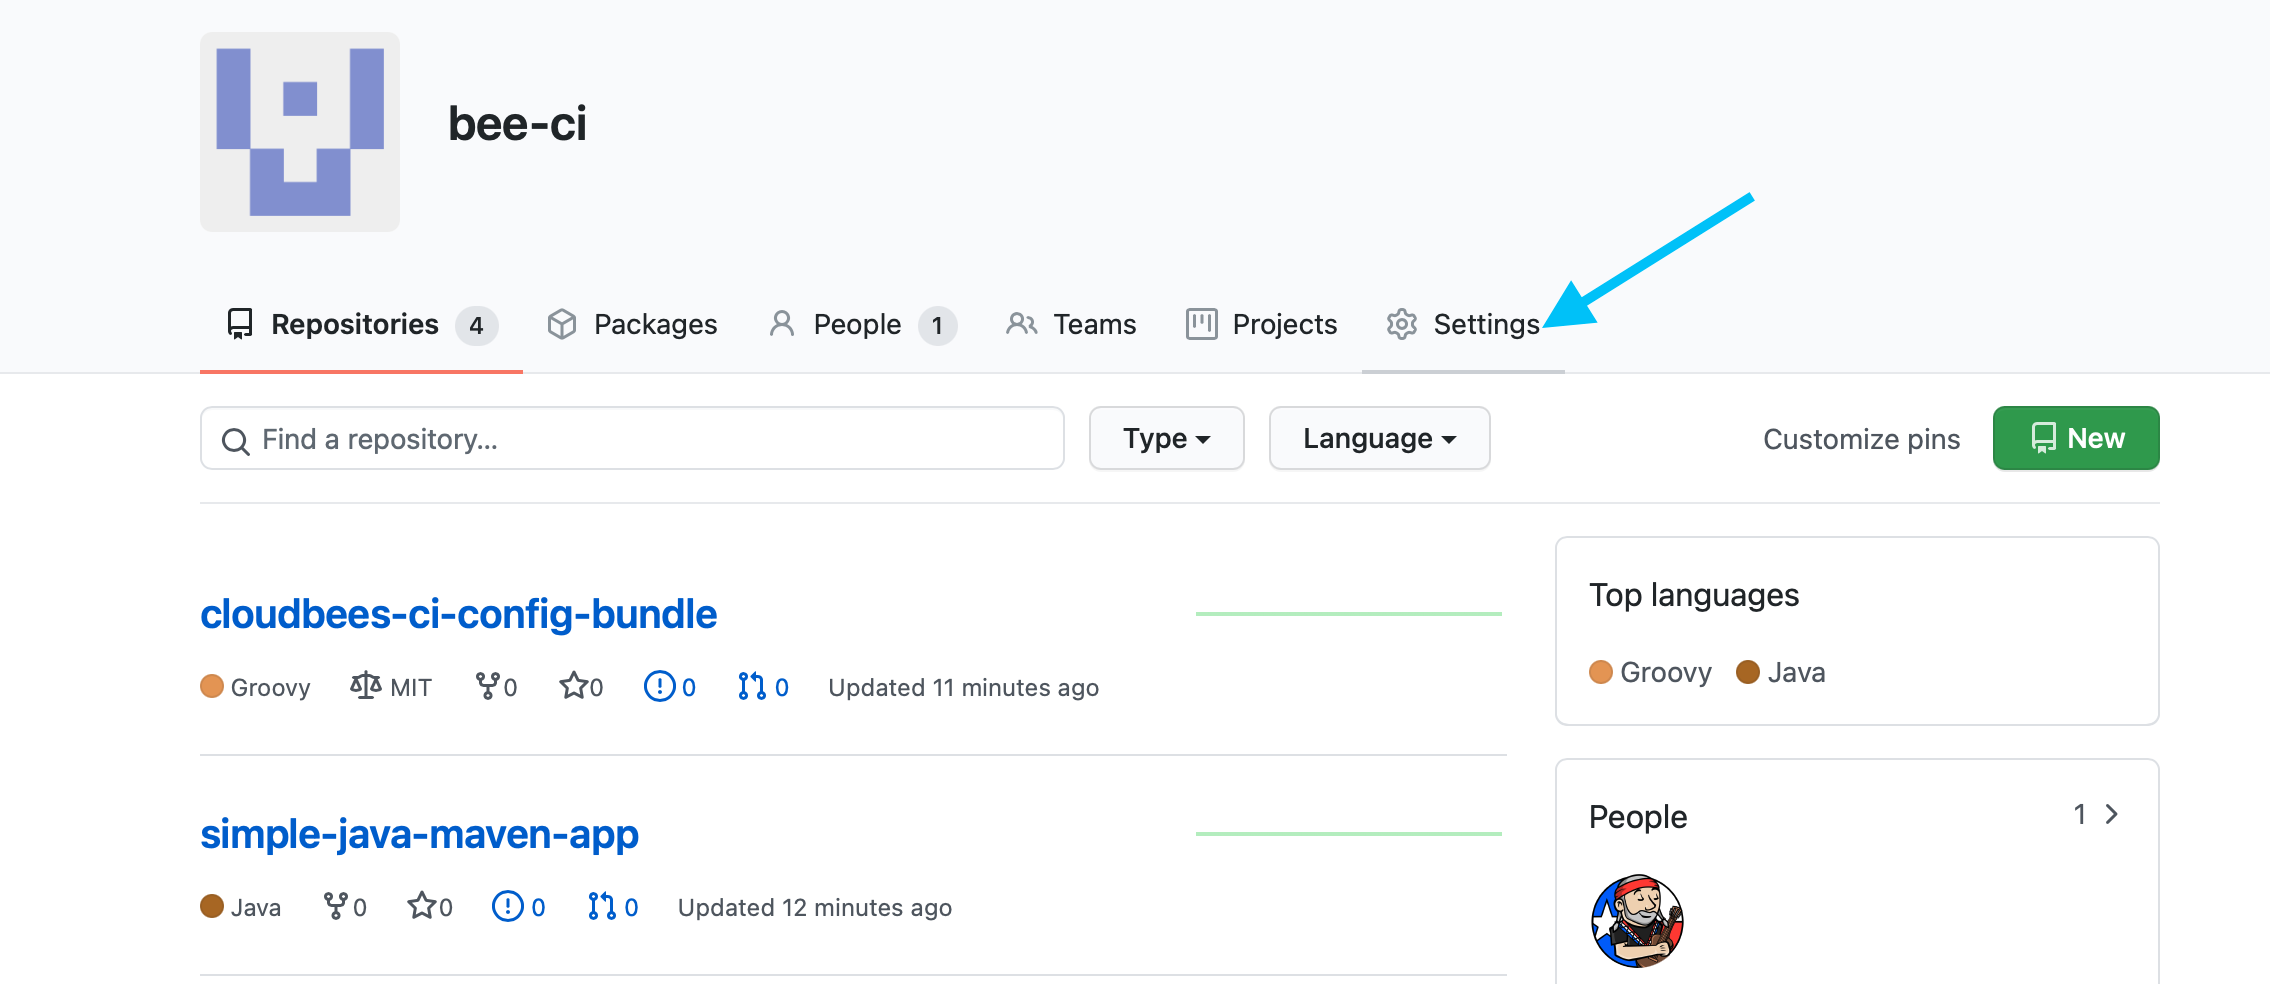 bee-ci
Repositories 4 Packages People 1 Teams Projects Settings
Find a repository... Type Language Customize pins New
cloudbees-ci-config-bundle
Groovy MIT 0 0 0 0 Updated 11 minutes ago
simple-java-maven-app
Java 0 0 0 0 Updated 12 minutes ago
Top languages
Groovy Java
People 1